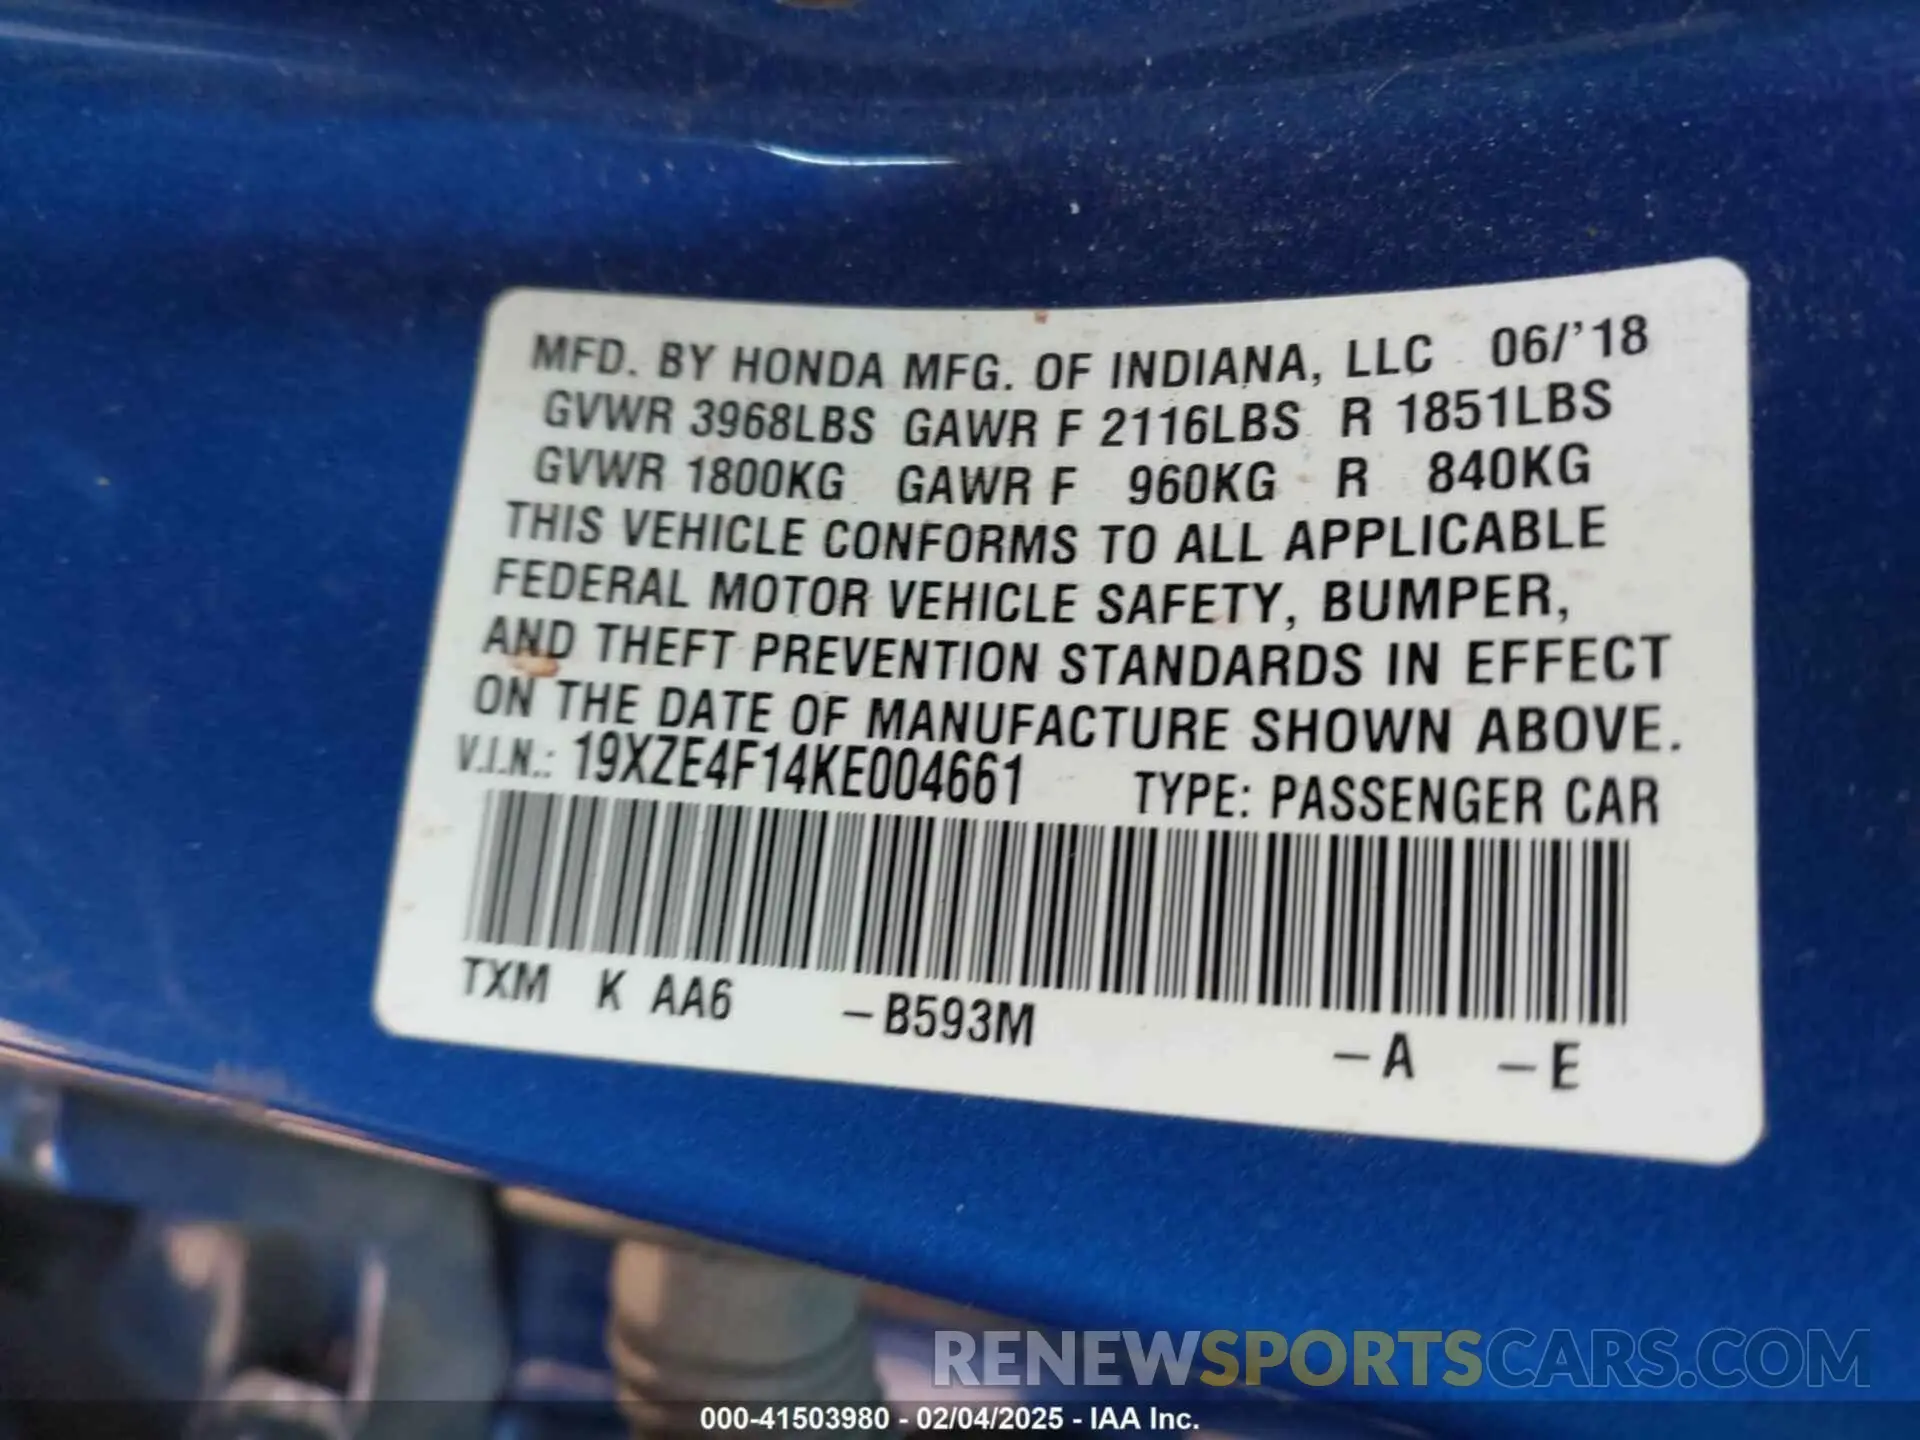 MFD. BY HONDA MFG. OF INDIANA, LLC 06/'18
GVWR 3968LBS GAWR F 2116LBS R 1851LBS
GVWR 1800KG GAWR F 960KG R 840KG
THIS VEHICLE CONFORMS TO ALL APPLICABLE
FEDERAL MOTOR VEHICLE SAFETY, BUMPER,
AND THEFT PREVENTION STANDARDS IN EFFECT
ON THE DATE OF MANUFACTURE SHOWN ABOVE.
V.I.N.: 19XZE4F14KE004661 TYPE: PASSENGER CAR
TXM K AA6 –B593M –A –E
RENEWSPORTSCARS.COM
000-41503980 - 02/04/2025 - IAA Inc.